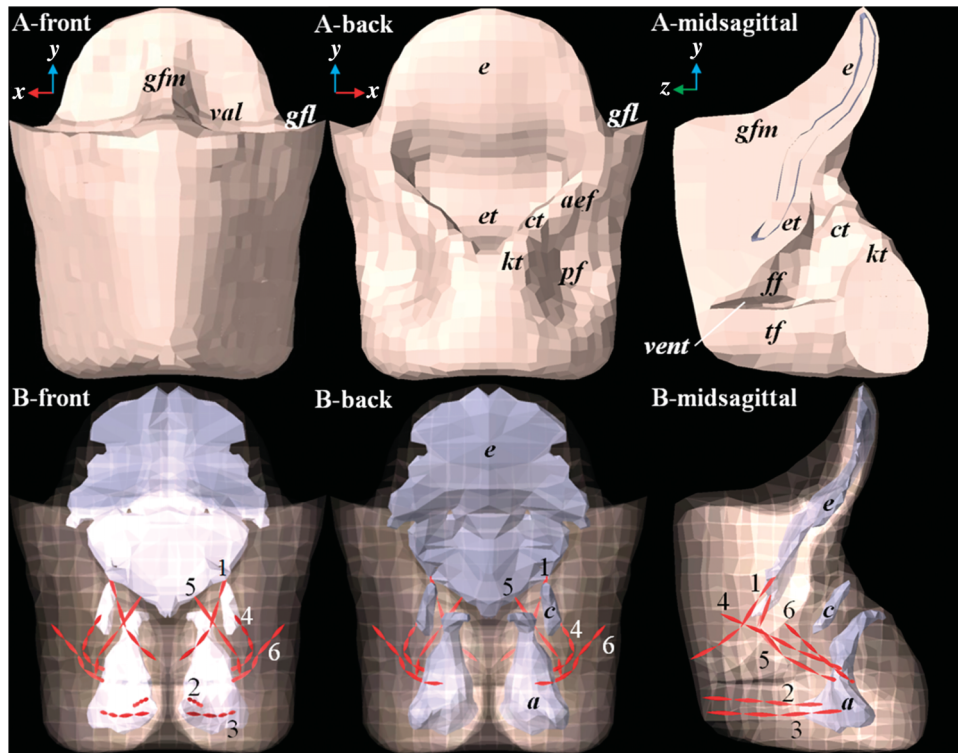 A-front
y
x
gfm
val
gfl
A-back
y
x
e
gfl
et
ct
aef
kt
pf
A-midsagittal
y
z
e
gfm
et
ct
kt
ff
vent
tf
B-front
1
5
4
6
2
3
B-back
e
1
5
c
4
6
a
B-midsagittal
e
1
4
6
c
5
2
a
3